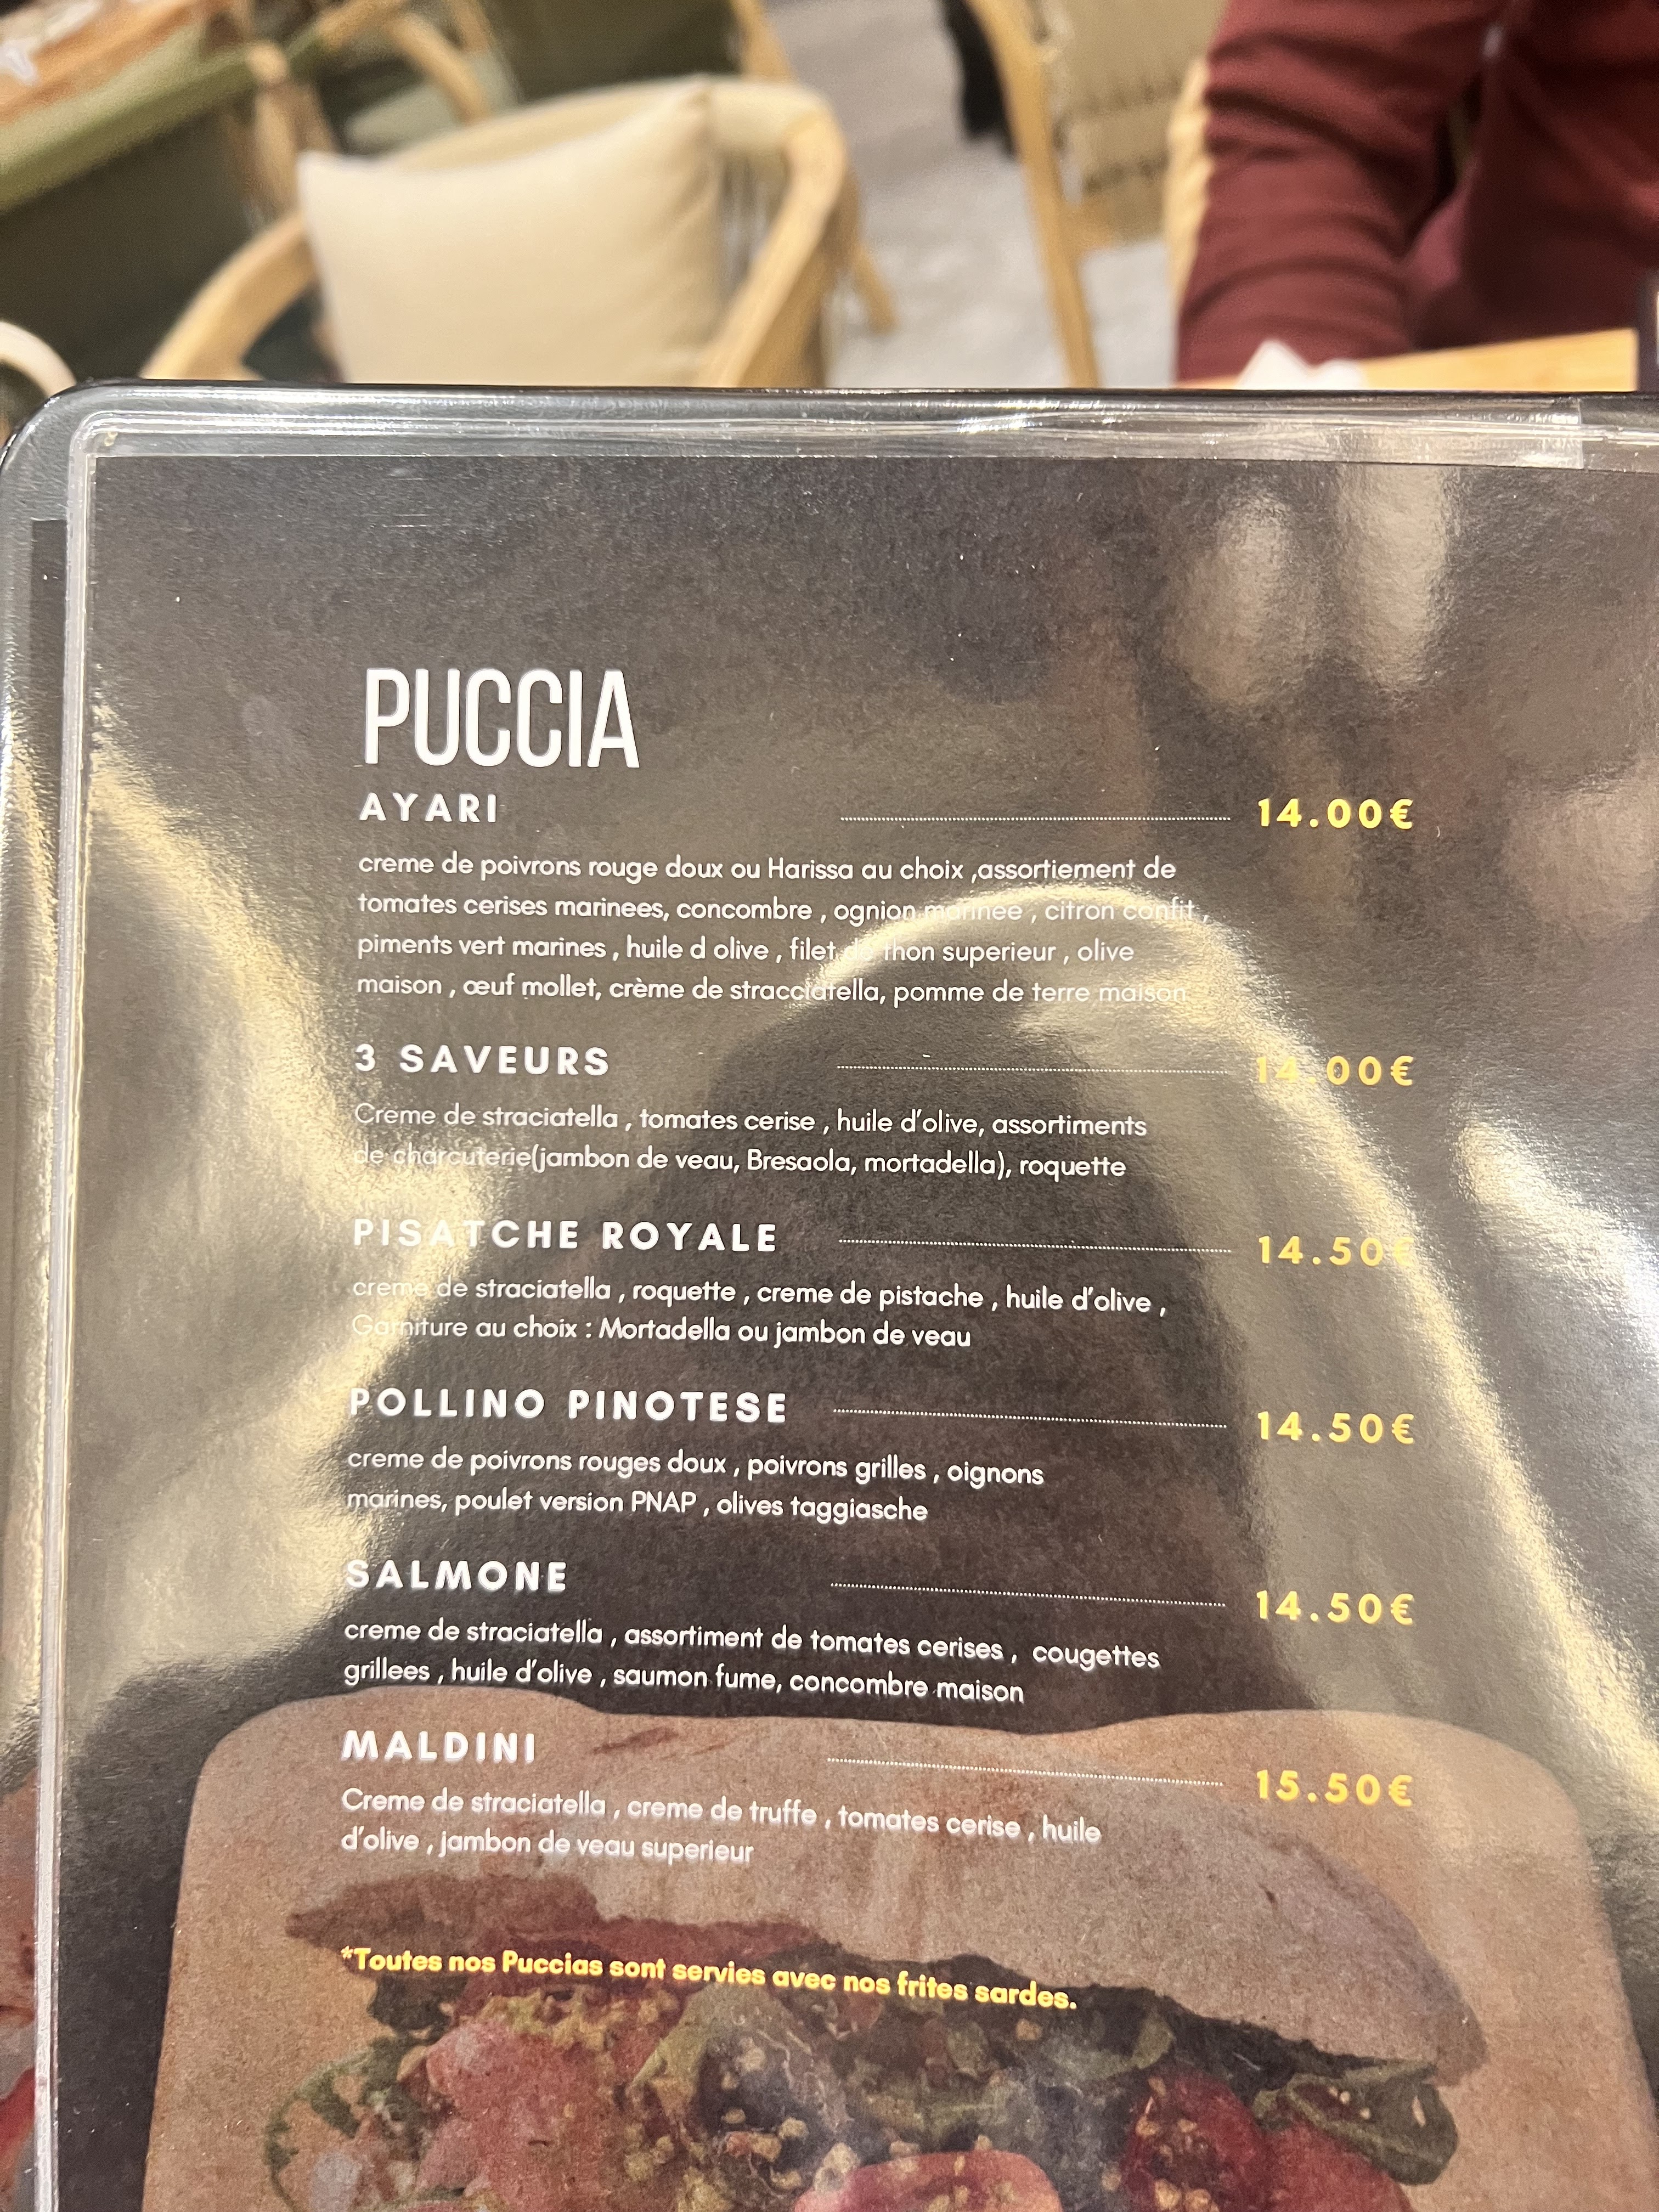 PUCCIA
AYARI 14.00€
creme de poivrons rouge doux ou Harissa au choix ,assortiement de
tomates cerises marinees, concombre , ognion marinee , citron confit ,
piments vert marines , huile d olive , filet de thon superieur , olive
maison , œuf mollet, crème de stracciatella, pomme de terre maison
3 SAVEURS 14.00€
Creme de straciatella , tomates cerise , huile d'olive, assortiments
de charcuterie(jambon de veau, Bresaola, mortadella), roquette
PISATCHE ROYALE 14.50€
creme de straciatella , roquette , creme de pistache , huile d'olive ,
Garniture au choix : Mortadella ou jambon de veau
POLLINO PINOTESE 14.50€
creme de poivrons rouges doux , poivrons grilles , oignons
marines, poulet version PNAP , olives taggiasche
SALMONE 14.50€
creme de straciatella , assortiment de tomates cerises , cougettes
grillees , huile d'olive , saumon fume, concombre maison
MALDINI 15.50€
Creme de straciatella , creme de truffe , tomates cerise , huile
d'olive , jambon de veau superieur
*Toutes nos Puccias sont servies avec nos frites sardes.